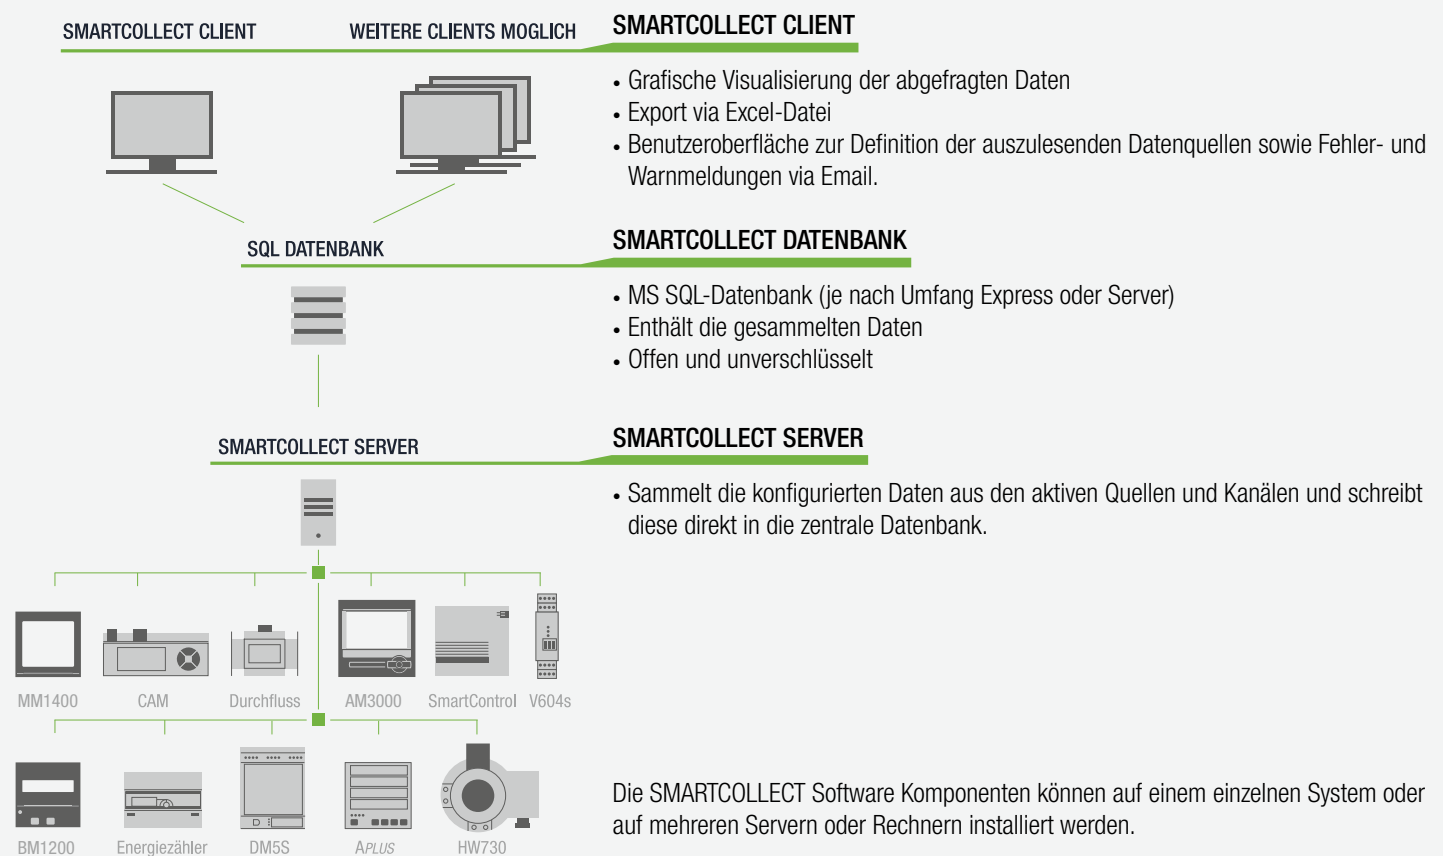 SMARTCOLLECT CLIENT
WEITERE CLIENTS MOGLICH
SMARTCOLLECT CLIENT
• Grafische Visualisierung der abgefragten Daten
• Export via Excel-Datei
• Benutzeroberfläche zur Definition der auszulesenden Datenquellen sowie Fehler- und
Warnmeldungen via Email.
SQL DATENBANK
SMARTCOLLECT DATENBANK
• MS SQL-Datenbank (je nach Umfang Express oder Server)
• Enthält die gesammelten Daten
• Offen und unverschlüsselt
SMARTCOLLECT SERVER
SMARTCOLLECT SERVER
• Sammelt die konfigurierten Daten aus den aktiven Quellen und Kanälen und schreibt
diese direkt in die zentrale Datenbank.
MM1400
CAM
Durchfluss
AM3000
SmartControl
V604s
BM1200
Energiezähler
DM5S
APLUS
HW730
Die SMARTCOLLECT Software Komponenten können auf einem einzelnen System oder
auf mehreren Servern oder Rechnern installiert werden.